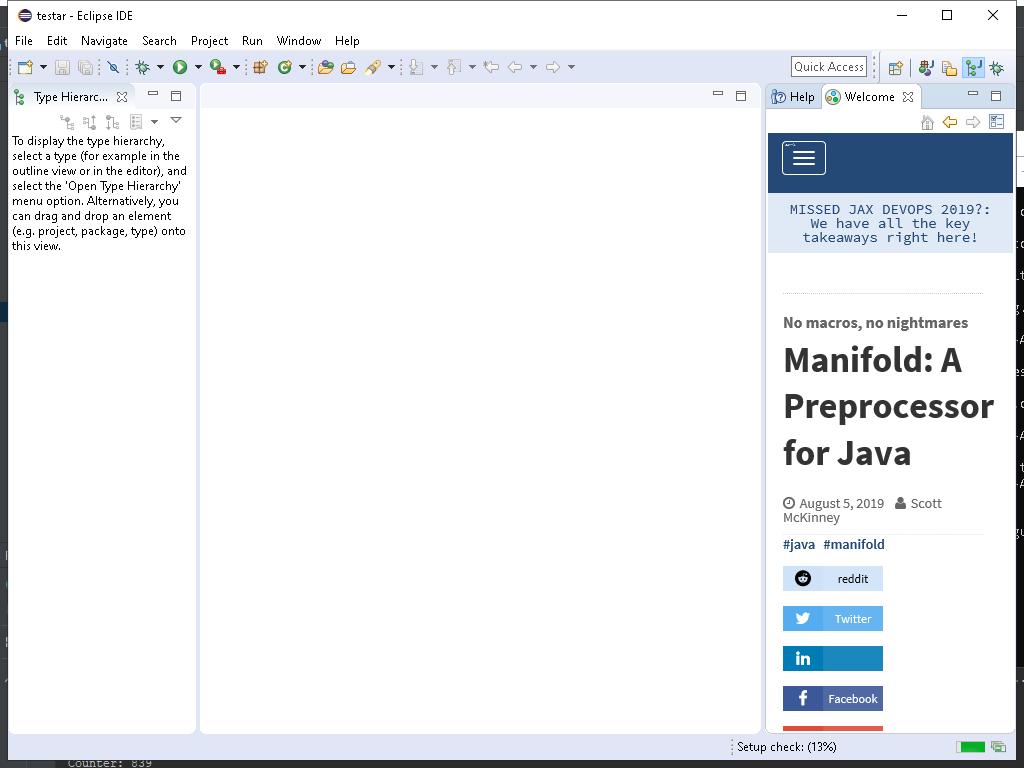 testar - Eclipse IDE
File Edit Navigate Search Project Run Window Help
Quick Access
Type Hierarc...
Help Welcome
To display the type hierarchy,
select a type (for example in the
outline view or in the editor), and
select the 'Open Type Hierarchy'
menu option. Alternatively, you
can drag and drop an element
(e.g. project, package, type) onto
this view.
MISSED JAX DEVOPS 2019?:
We have all the key
takeaways right here!
No macros, no nightmares
Manifold: A
Preprocessor
for Java
August 5, 2019 Scott
McKinney
#java #manifold
reddit
Twitter
in
Facebook
Setup check: (13%)
Counter: 839